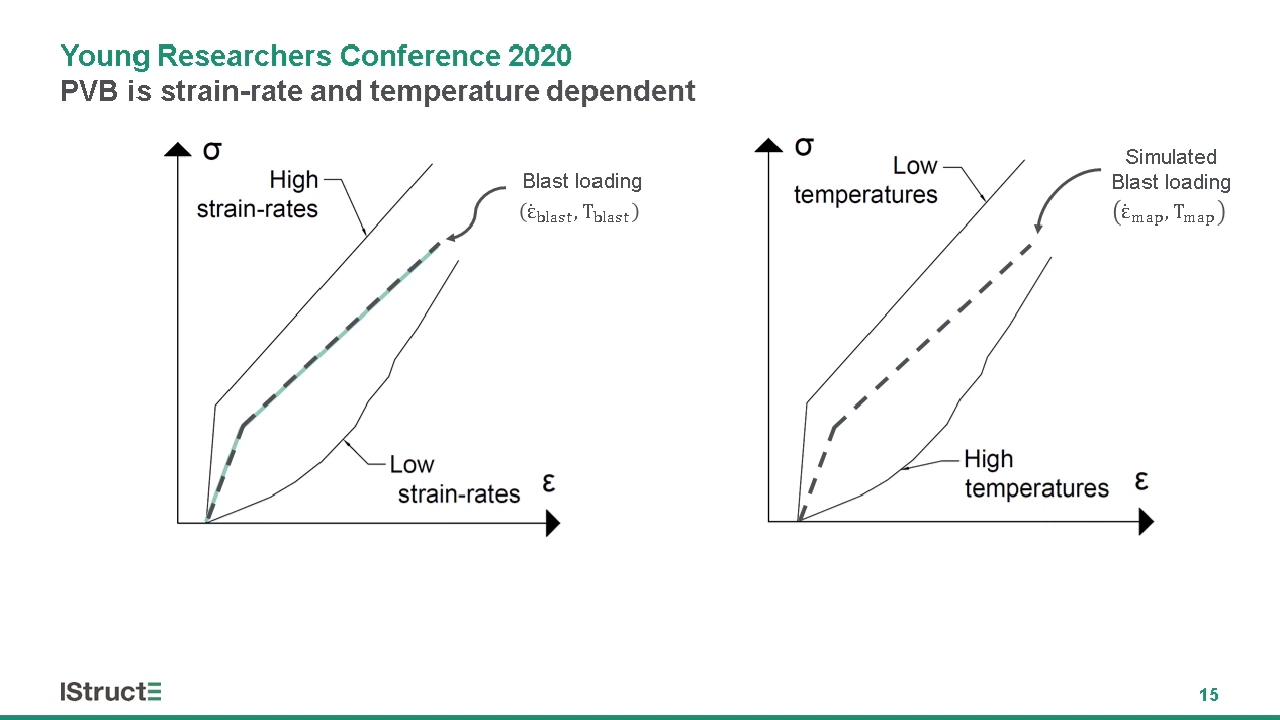 Young Researchers Conference 2020
PVB is strain-rate and temperature dependent
σ
High
strain-rates
Blast loading
(ε̇blast, Tblast)
Low
strain-rates
ε
σ
Low
temperatures
Simulated
Blast loading
(ε̇map, Tmap)
High
temperatures
ε
IStructE
15